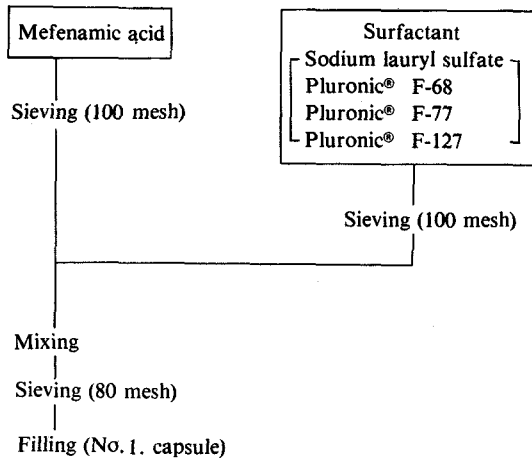 Mefenamic acid
Sieving (100 mesh)
Surfactant
Sodium lauryl sulfate
Pluronic® F-68
Pluronic® F-77
Pluronic® F-127
Sieving (100 mesh)
Mixing
Sieving (80 mesh)
Filling (No. 1. capsule)